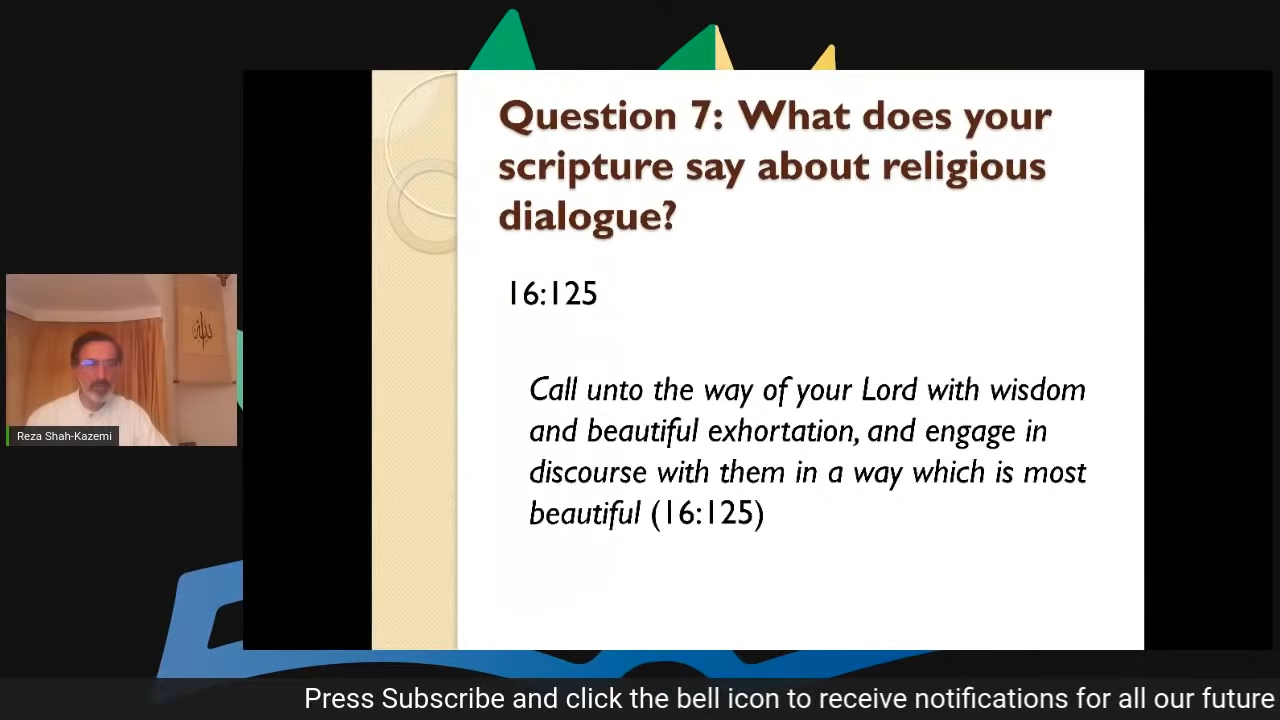 Question 7: What does your
scripture say about religious
dialogue?
16:125
Call unto the way of your Lord with wisdom
and beautiful exhortation, and engage in
discourse with them in a way which is most
beautiful (16:125)
الله
Reza Shah-Kazemi
Press Subscribe and click the bell icon to receive notifications for all our future